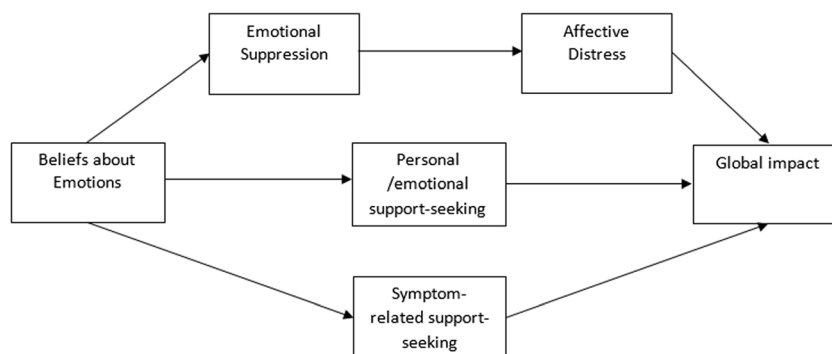 Emotional
Suppression
Affective
Distress
Beliefs about
Emotions
Personal
/emotional
support-seeking
Global impact
Symptom-
related support-
seeking